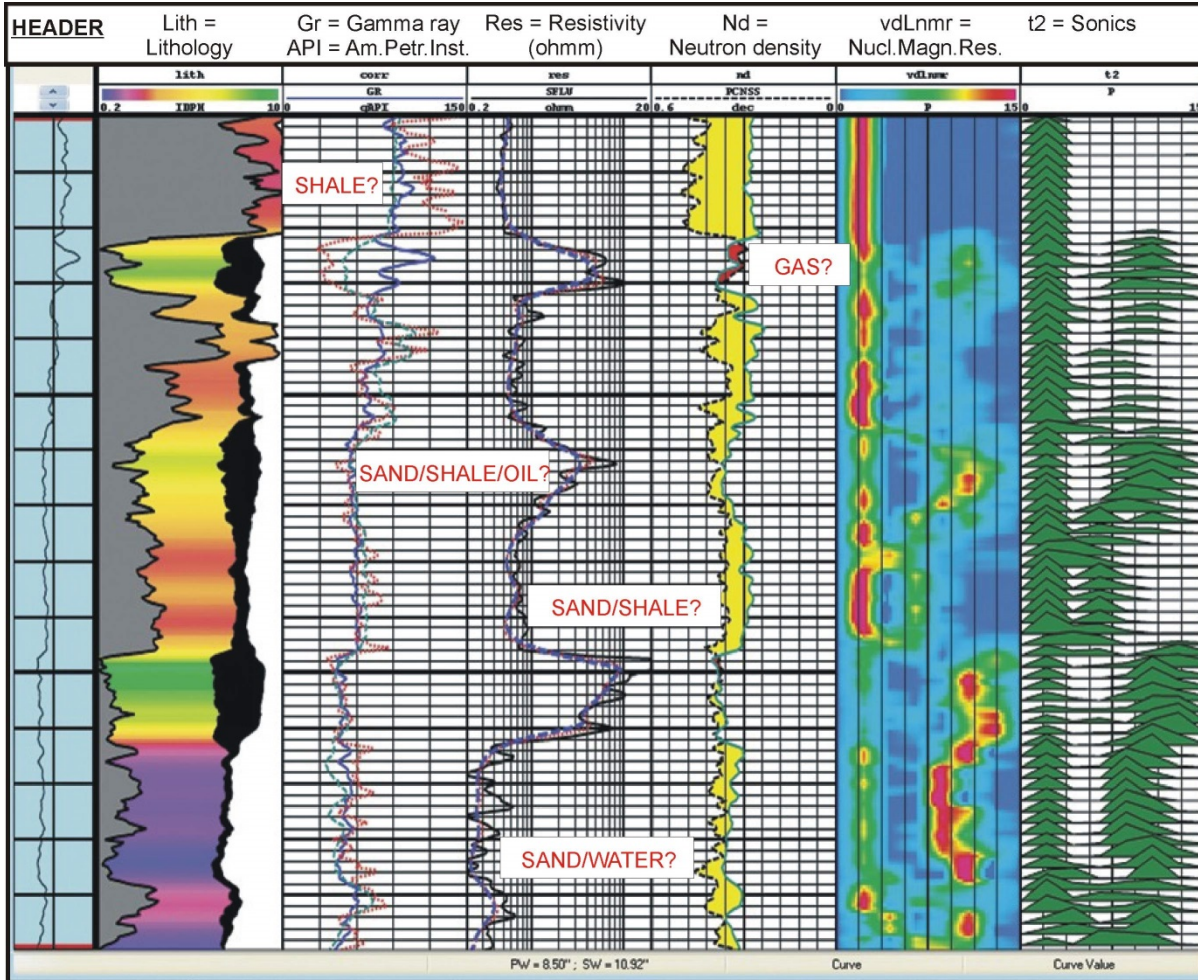 HEADER
Lith =
Lithology
Gr = Gamma ray
API = Am.Petr.Inst.
Res = Resistivity
(ohmm)
Nd =
Neutron density
vdLnmr =
Nucl.Magn.Res.
t2 = Sonics
lith
corr
res
nd
vdlnmr
t2
GR
SFLU
PCNSS
P
0.2 IDPH 10
0 gAPI 150
0.2 ohmm 20
0.6 dec 0
0 P 15
0
SHALE?
GAS?
SAND/SHALE/OIL?
SAND/SHALE?
SAND/WATER?
PW = 8.50" ; SW = 10.92"
Curve
Curve Value